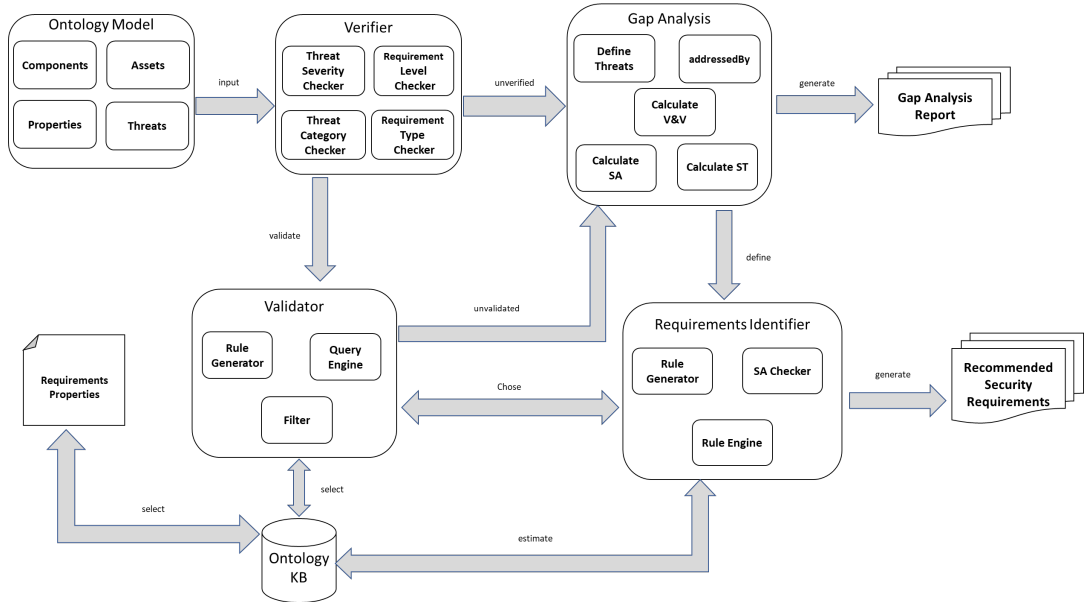 Ontology Model
Components
Assets
Properties
Threats
input
Verifier
Threat
Severity
Checker
Requirement
Level
Checker
Threat
Category
Checker
Requirement
Type
Checker
unverified
Gap Analysis
Define
Threats
addressedBy
Calculate
V&V
Calculate
SA
Calculate ST
generate
Gap Analysis
Report
validate
define
Validator
Rule
Generator
Query
Engine
Filter
unvalidated
Chose
Requirements Identifier
Rule
Generator
SA Checker
Rule Engine
generate
Recommended
Security
Requirements
Requirements
Properties
select
select
Ontology
KB
estimate